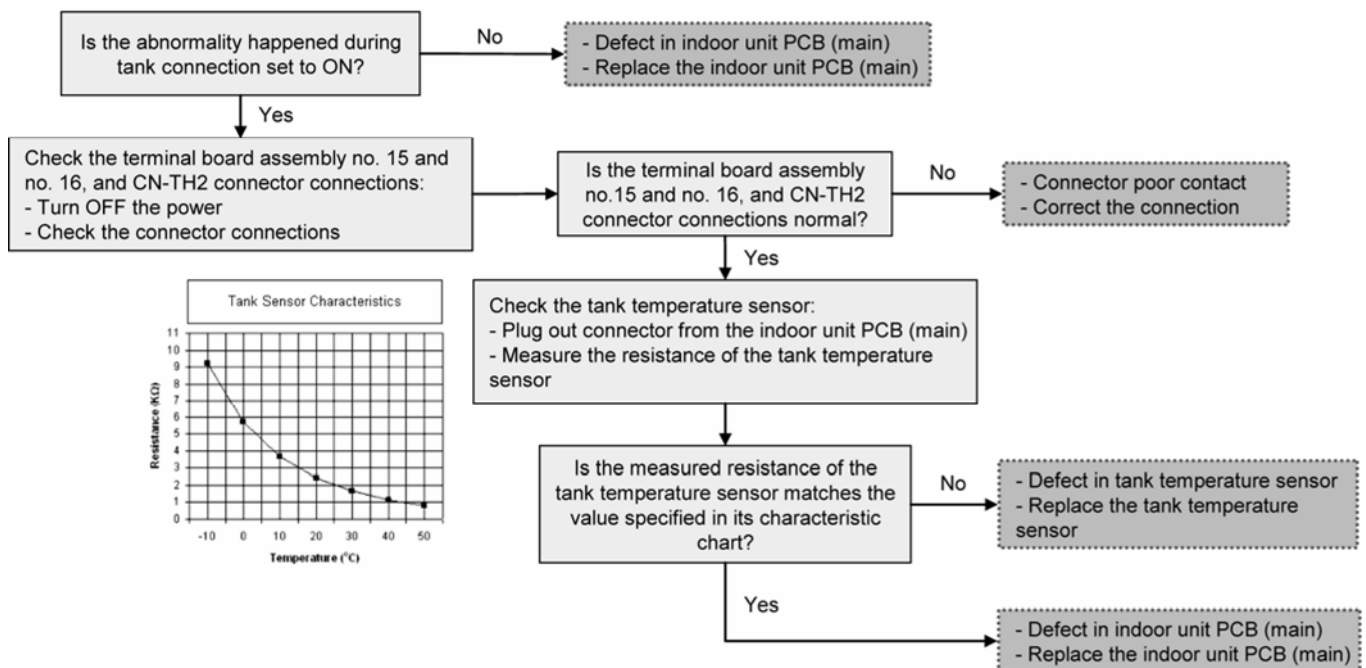 Is the abnormality happened during
tank connection set to ON?
No
- Defect in indoor unit PCB (main)
- Replace the indoor unit PCB (main)
Yes
Check the terminal board assembly no. 15 and
no. 16, and CN-TH2 connector connections:
- Turn OFF the power
- Check the connector connections
Is the terminal board assembly
no.15 and no. 16, and CN-TH2
connector connections normal?
No
- Connector poor contact
- Correct the connection
Yes
Check the tank temperature sensor:
- Plug out connector from the indoor unit PCB (main)
- Measure the resistance of the tank temperature
sensor
Tank Sensor Characteristics
11
10
9
8
7
6
5
4
3
2
1
0
Resistance (KΩ)
-10 0 10 20 30 40 50
Temperature (°C)
Is the measured resistance of the
tank temperature sensor matches the
value specified in its characteristic
chart?
No
- Defect in tank temperature sensor
- Replace the tank temperature
sensor
Yes
- Defect in indoor unit PCB (main)
- Replace the indoor unit PCB (main)